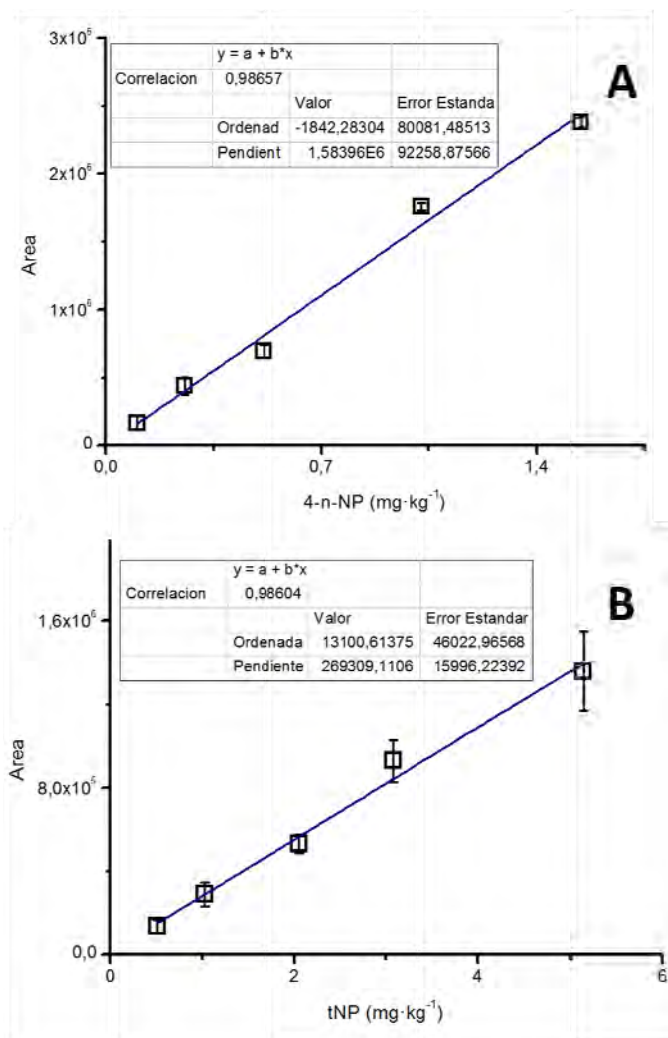 3x10⁶
2x10⁶
1x10⁶
0
Area
y = a + b*x
Correlacion 0,98657
Valor Error Estanda
Ordenad -1842,28304 80081,48513
Pendient 1,58396E6 92258,87566
A
0,0 0,7 1,4
4-n-NP (mg·kg⁻¹)
1,6x10⁶
8,0x10⁵
0,0
Area
y = a + b*x
Correlacion 0,98604
Valor Error Estandar
Ordenada 13100,61375 46022,96568
Pendiente 269309,1106 15996,22392
B
0 2 4 6
tNP (mg·kg⁻¹)